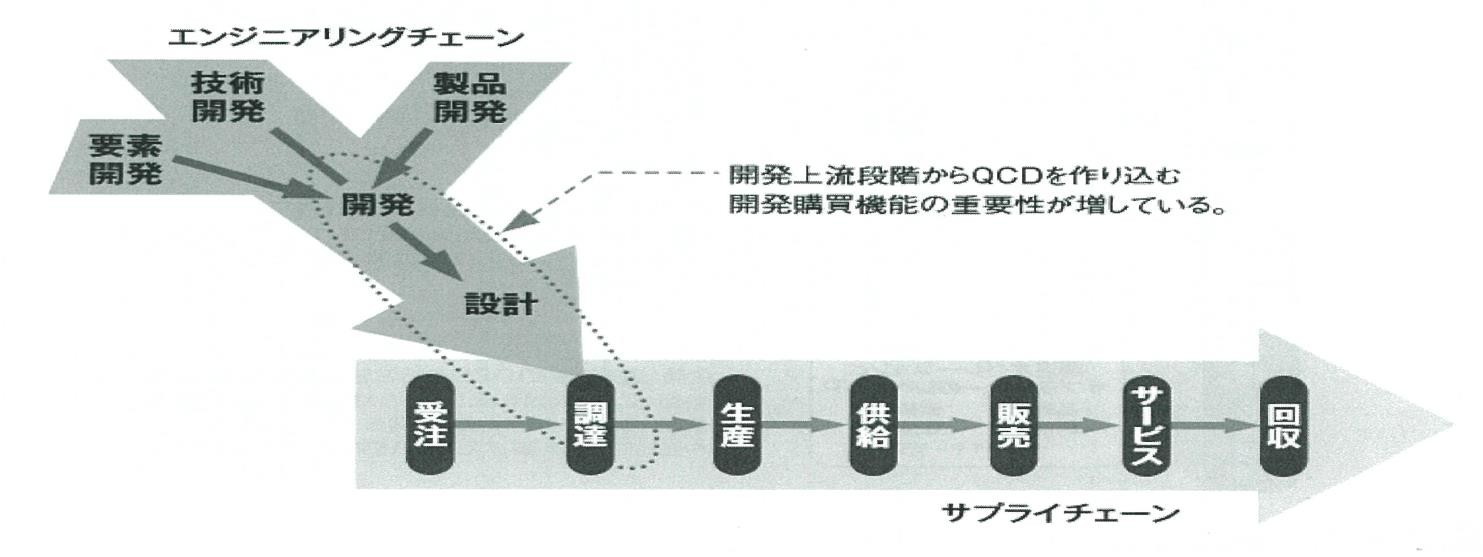 エンジニアリングチェーン
技術
開発
製品
開発
要素
開発
開発
開発上流段階からQCDを作り込む
開発購買機能の重要性が増している。
設計
受注
調達
生産
供給
販売
サービス
回収
サプライチェーン